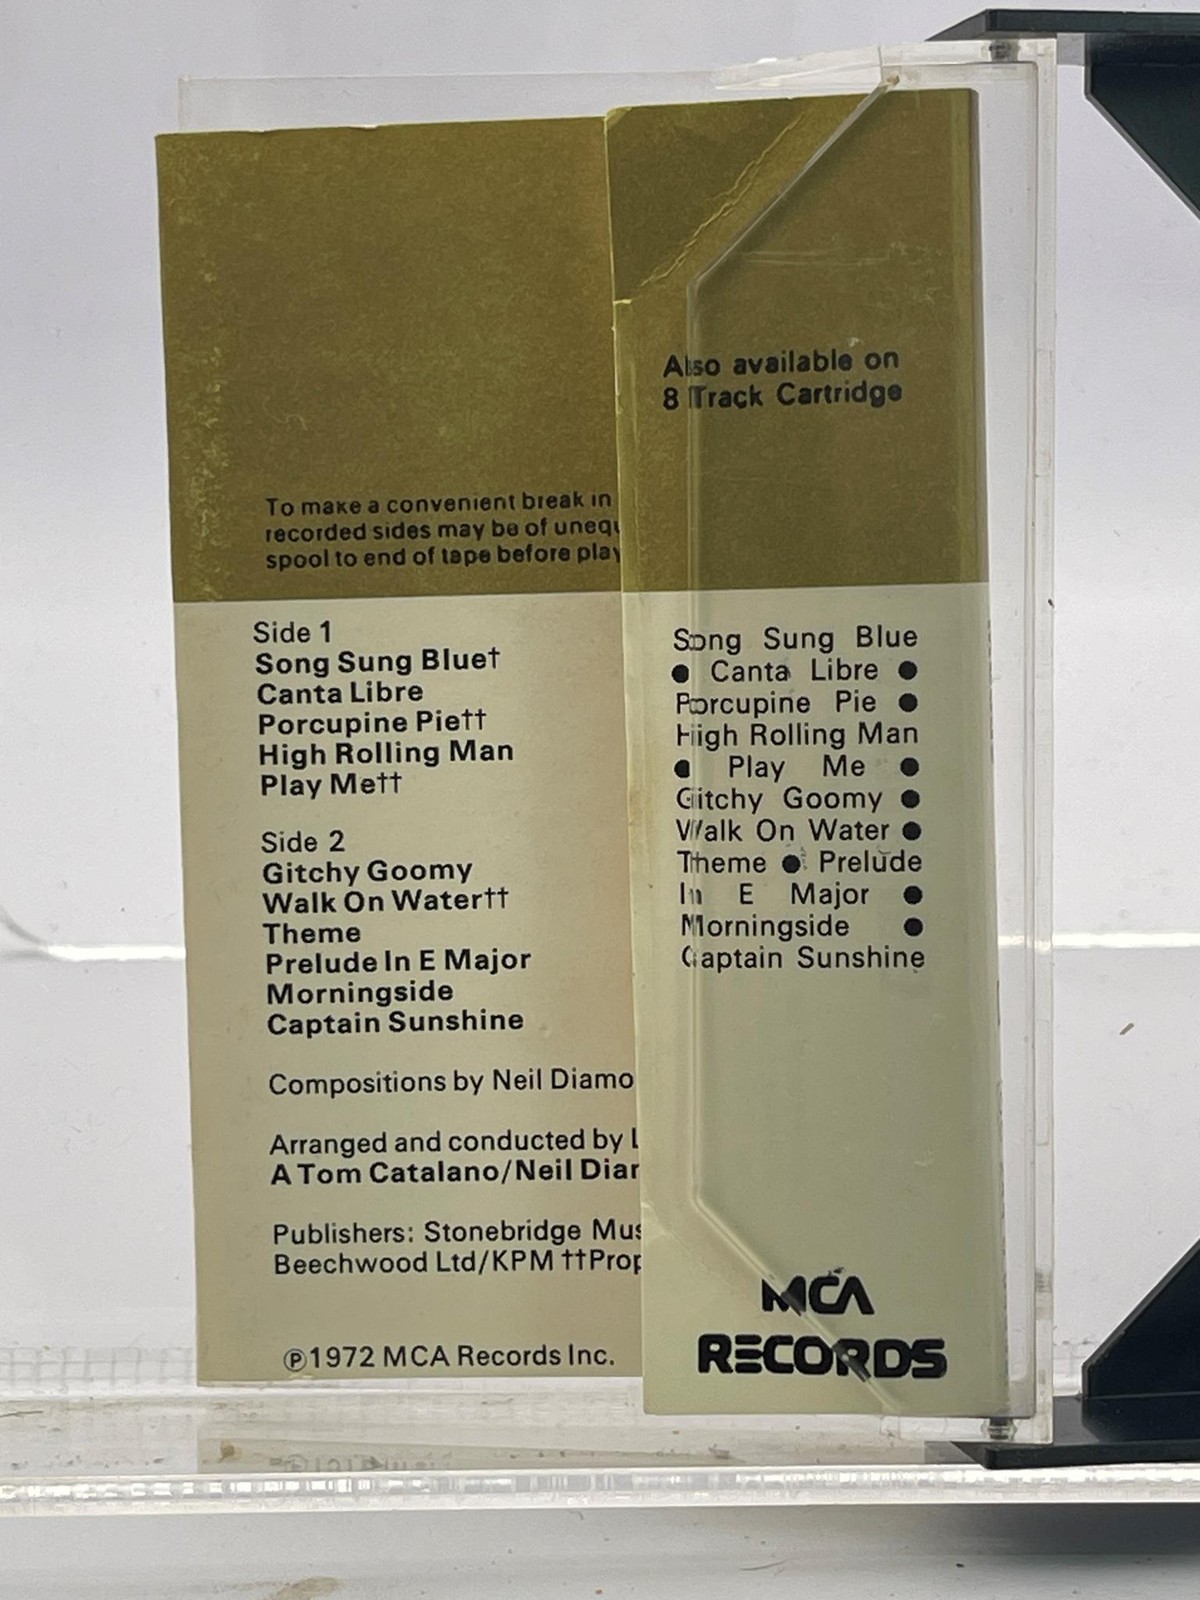 To make a convenient break in
recorded sides may be of
spool to end of tape before
Side 1
Song Sung Blue†
Canta Libre
Porcupine Pie††
High Rolling Man
Play Me††
Side 2
Gitchy Goomy
Walk On Water††
Theme
Prelude In E Major
Morningside
Captain Sunshine
Compositions by Neil Diamo
Arranged and conducted by
A Tom Catalano/Neil Diam
Publishers: Stonebridge Mus
Beechwood Ltd/KPM ††Prop
℗1972 MCA Records Inc.
Also available on
8 Track Cartridge
Song Sung Blue
● Canta Libre ●
Porcupine Pie ●
High Rolling Man
● Play Me ●
Gitchy Goomy ●
Walk On Water ●
Theme ● Prelude
In E Major ●
Morningside ●
Captain Sunshine
MCA
RECORDS